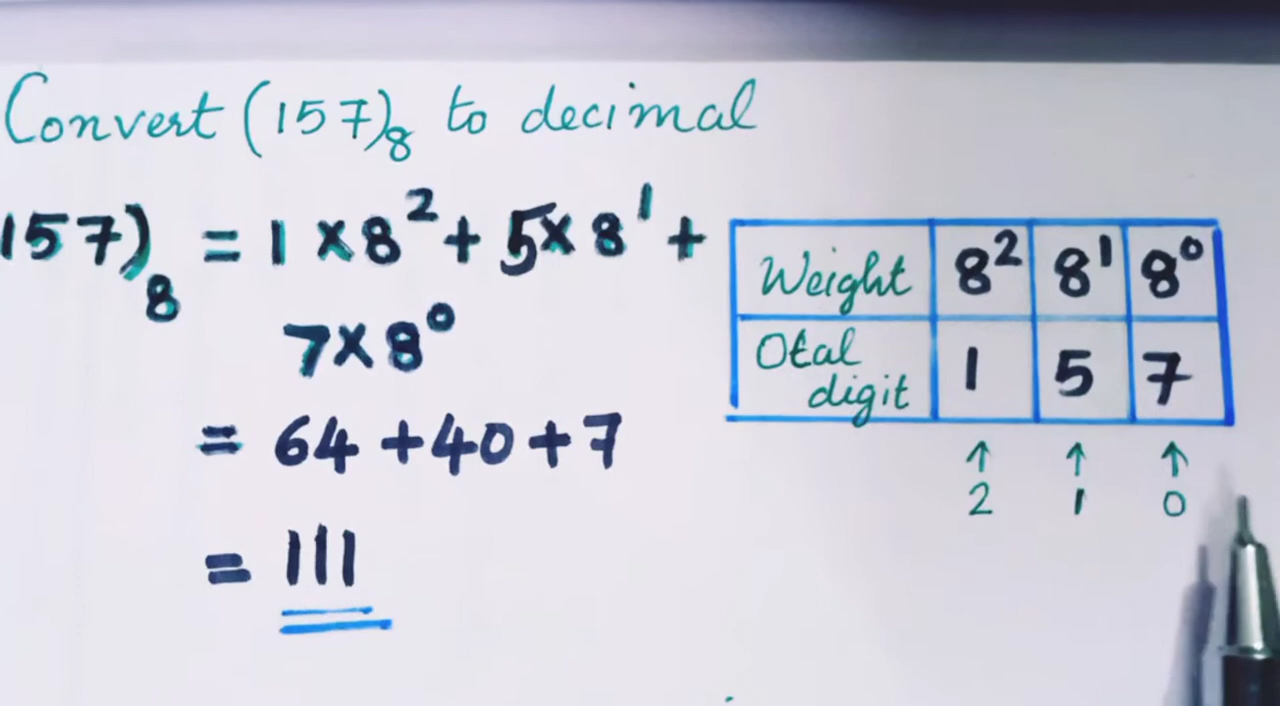 Convert (157)₈ to decimal
157)₈ = 1 × 8² + 5 × 8¹ +
7 × 8⁰
= 64 + 40 + 7
= 111
Weight 8² 8¹ 8⁰
Otal
digit 1 5 7
↑ ↑ ↑
2 1 0